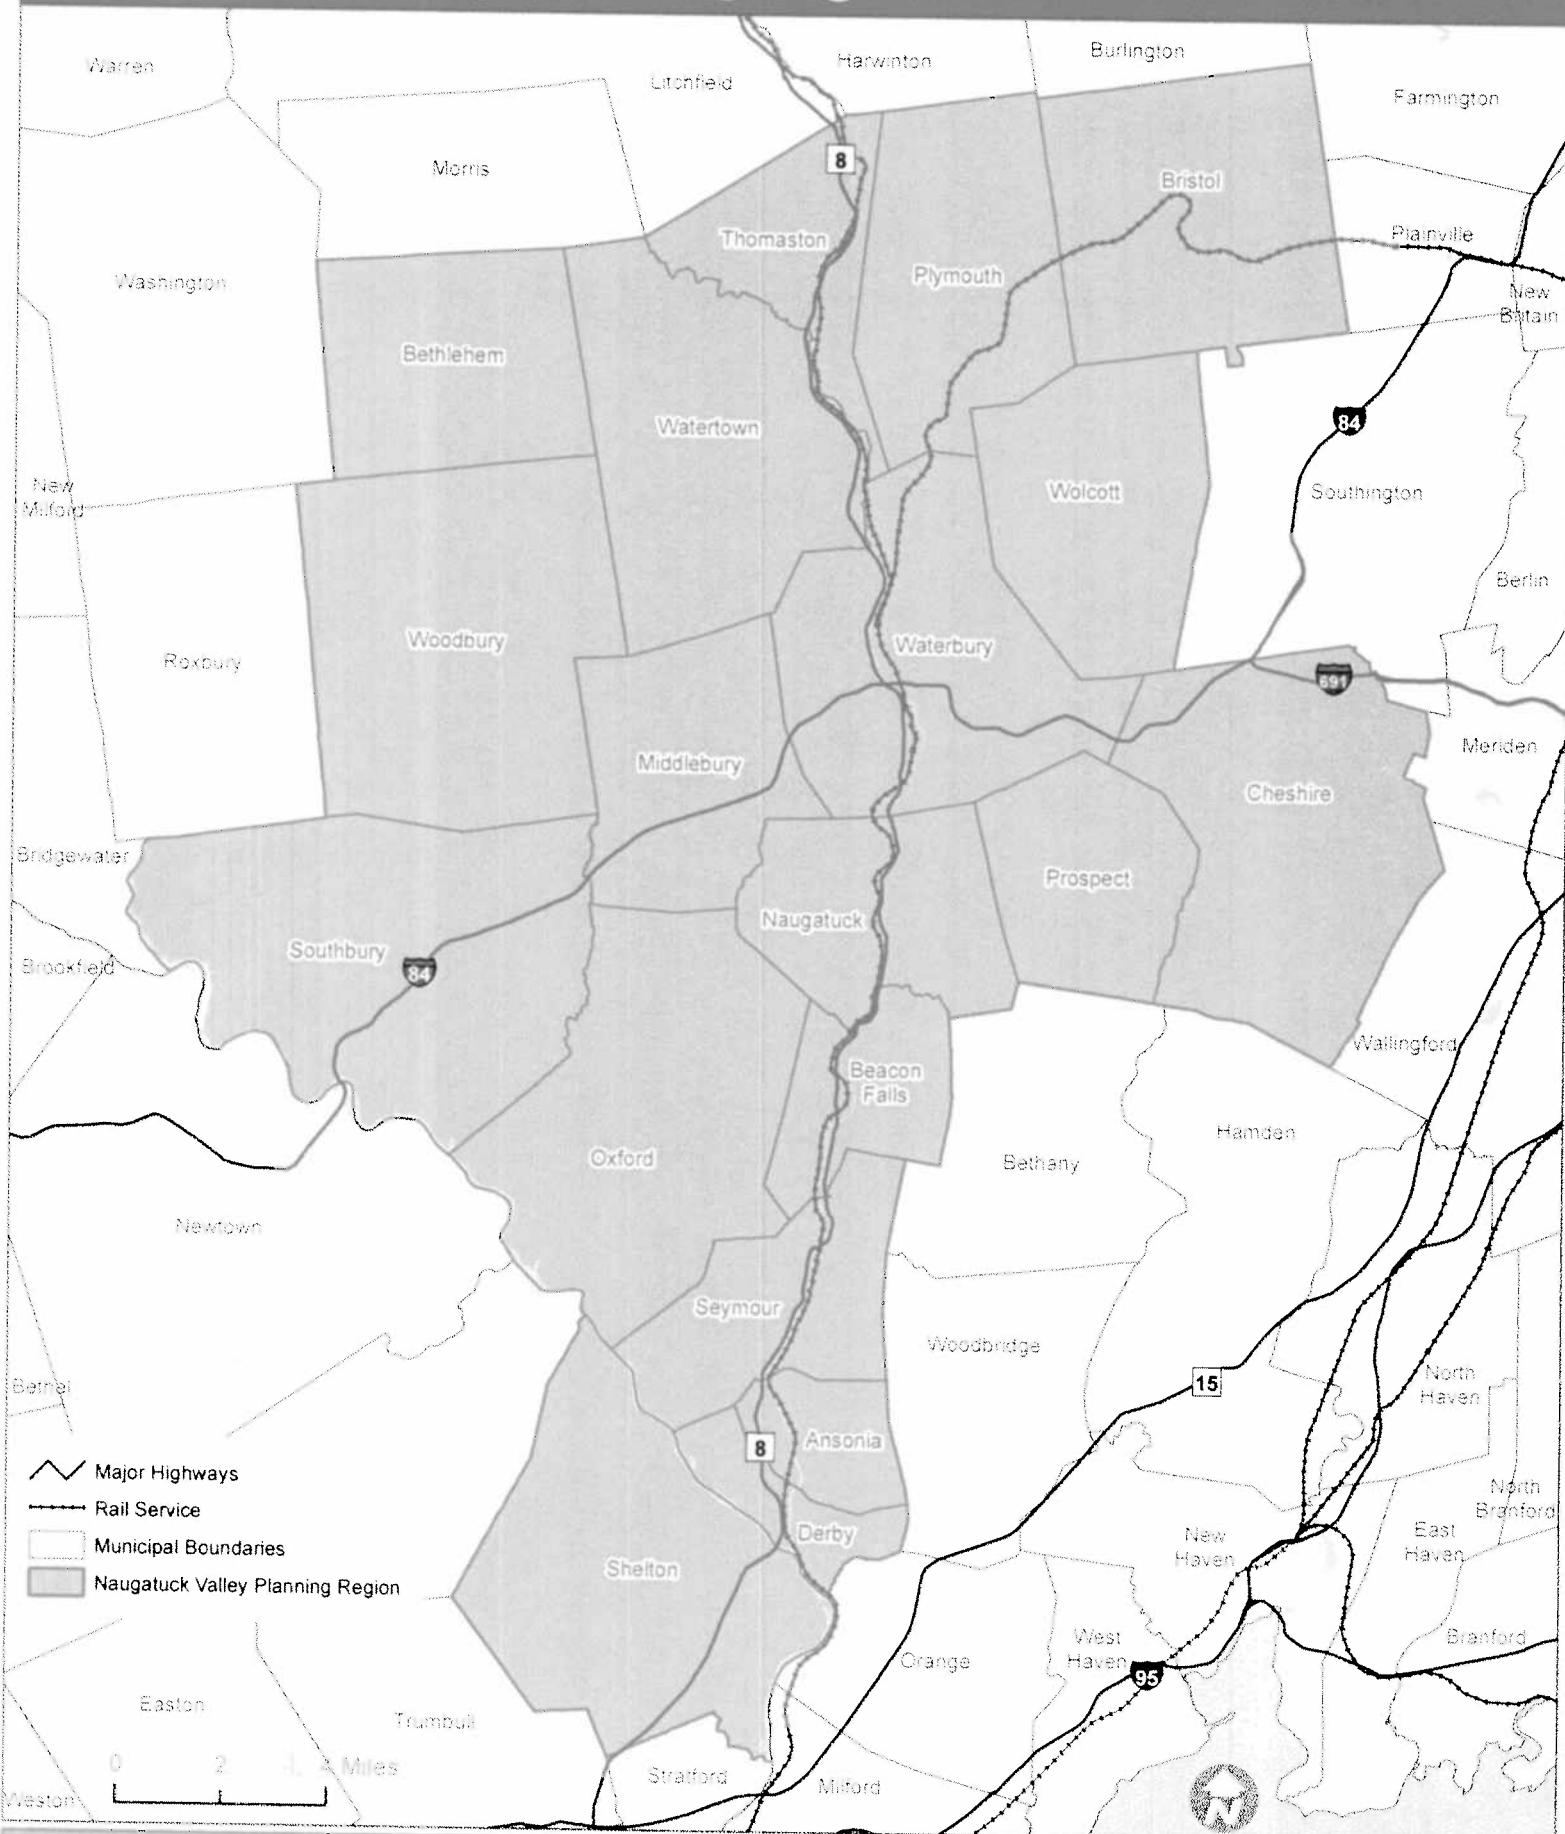 Warren
Litchfield
Harwinton
Burlington
Farmington
Morris
8
Bristol
Thomaston
Plymouth
Plainville
Washington
New
Britain
Bethlehem
Watertown
84
New
Milford
Wolcott
Southington
Berlin
Woodbury
Roxbury
Waterbury
691
Middlebury
Meriden
Cheshire
Bridgewater
Prospect
Naugatuck
Southbury
84
Brookfield
Wallingford
Beacon
Falls
Hamden
Bethany
Oxford
Newtown
Seymour
Woodbridge
Bethel
15
North
Haven
8
Ansonia
Major Highways
Rail Service
Municipal Boundaries
Naugatuck Valley Planning Region
North
Branford
New
Haven
East
Haven
Derby
Shelton
West
Haven
Branford
Orange
95
Easton
Trumbull
0 2 4 Miles
Stratford
Milford
Weston
N